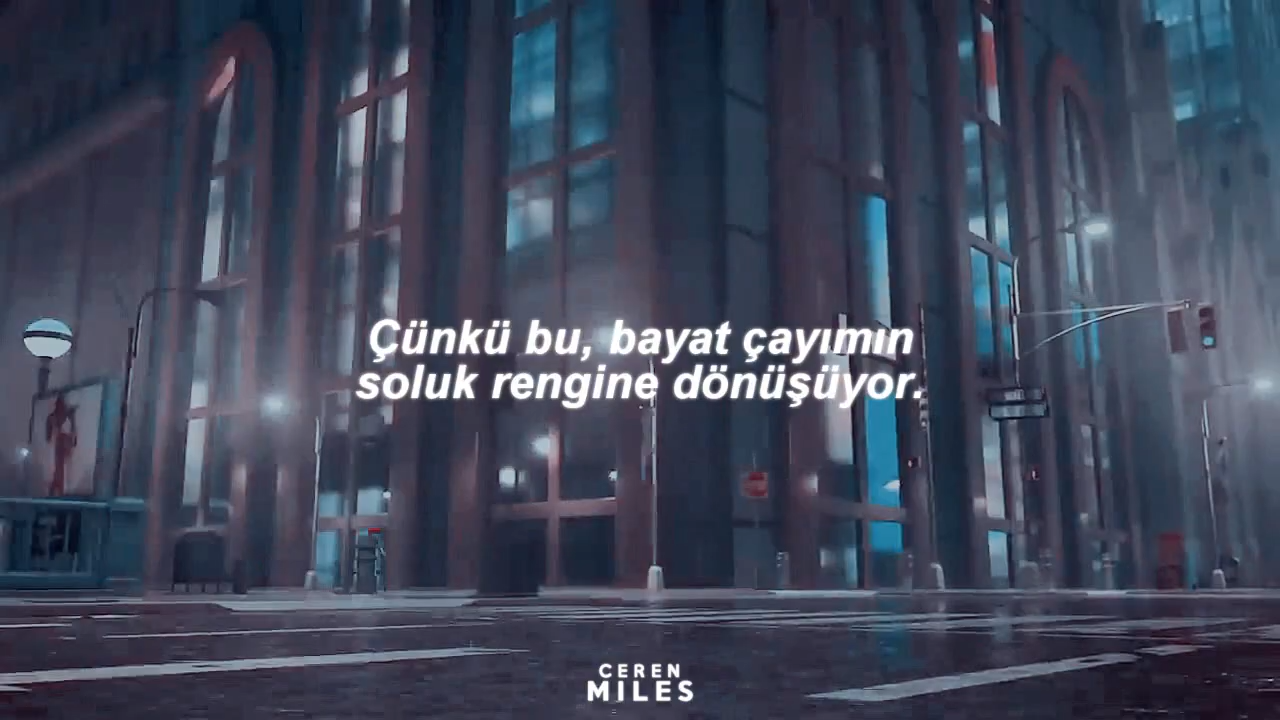 Çünkü bu, bayat çayımın
soluk rengine dönüşüyor.
CEREN
MILES